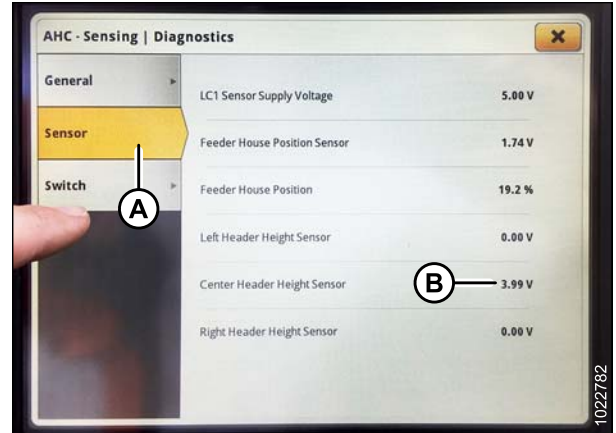 AHC - Sensing | Diagnostics
General
LC1 Sensor Supply Voltage 5.00 V
Sensor
Feeder House Position Sensor 1.74 V
A
Switch
Feeder House Position 19.2 %
Left Header Height Sensor 0.00 V
Center Header Height Sensor B 3.99 V
Right Header Height Sensor 0.00 V
1022782